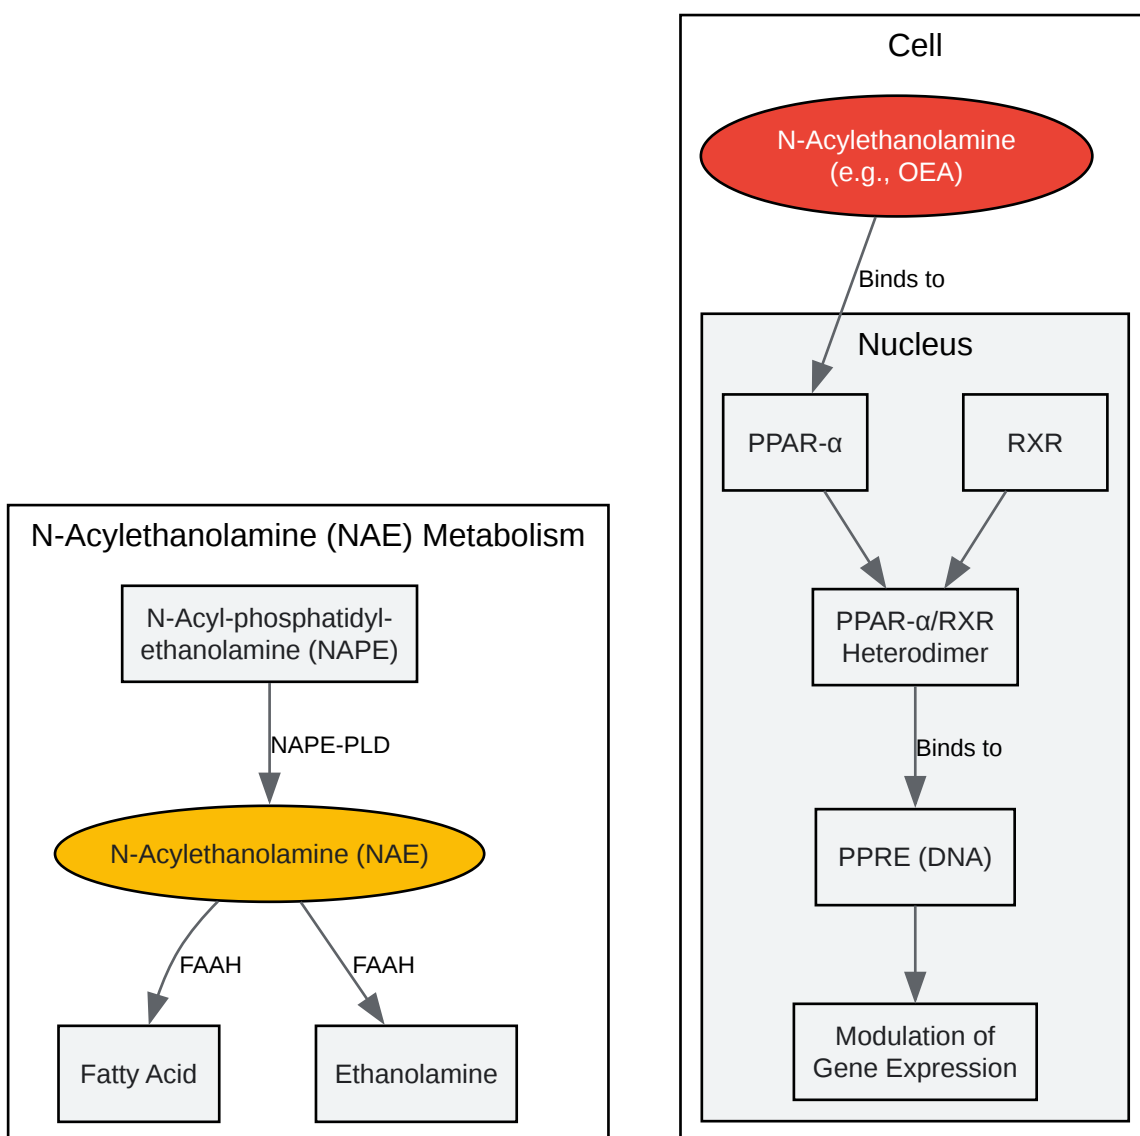 Cell
N-Acylethanolamine
(e.g., OEA)
Binds to
Nucleus
PPAR-α
RXR
PPAR-α/RXR
Heterodimer
Binds to
PPRE (DNA)
Modulation of
Gene Expression
N-Acylethanolamine (NAE) Metabolism
N-Acyl-phosphatidyl-
ethanolamine (NAPE)
NAPE-PLD
N-Acylethanolamine (NAE)
FAAH
FAAH
Fatty Acid
Ethanolamine